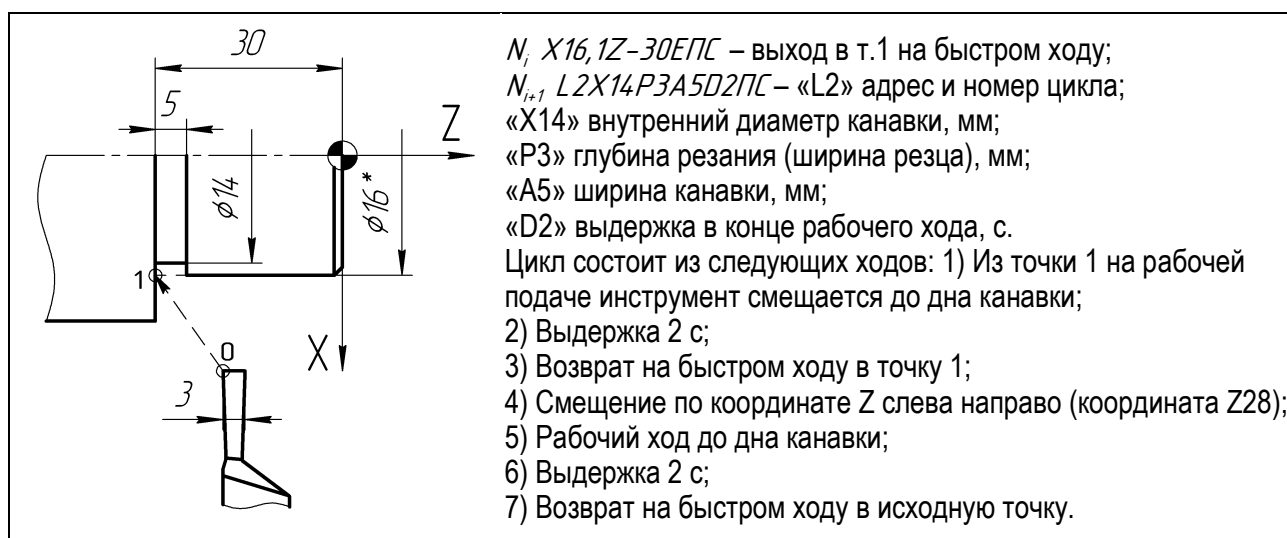 30
5
Z
⌀14
⌀16*
1
0
X
3
Nᵢ X16,1Z-30ЕПС – выход в т.1 на быстром ходу;
Nᵢ₊₁ L2X14P3A5D2ПС – «L2» адрес и номер цикла;
«X14» внутренний диаметр канавки, мм;
«P3» глубина резания (ширина резца), мм;
«A5» ширина канавки, мм;
«D2» выдержка в конце рабочего хода, с.
Цикл состоит из следующих ходов: 1) Из точки 1 на рабочей
подаче инструмент смещается до дна канавки;
2) Выдержка 2 с;
3) Возврат на быстром ходу в точку 1;
4) Смещение по координате Z слева направо (координата Z28);
5) Рабочий ход до дна канавки;
6) Выдержка 2 с;
7) Возврат на быстром ходу в исходную точку.